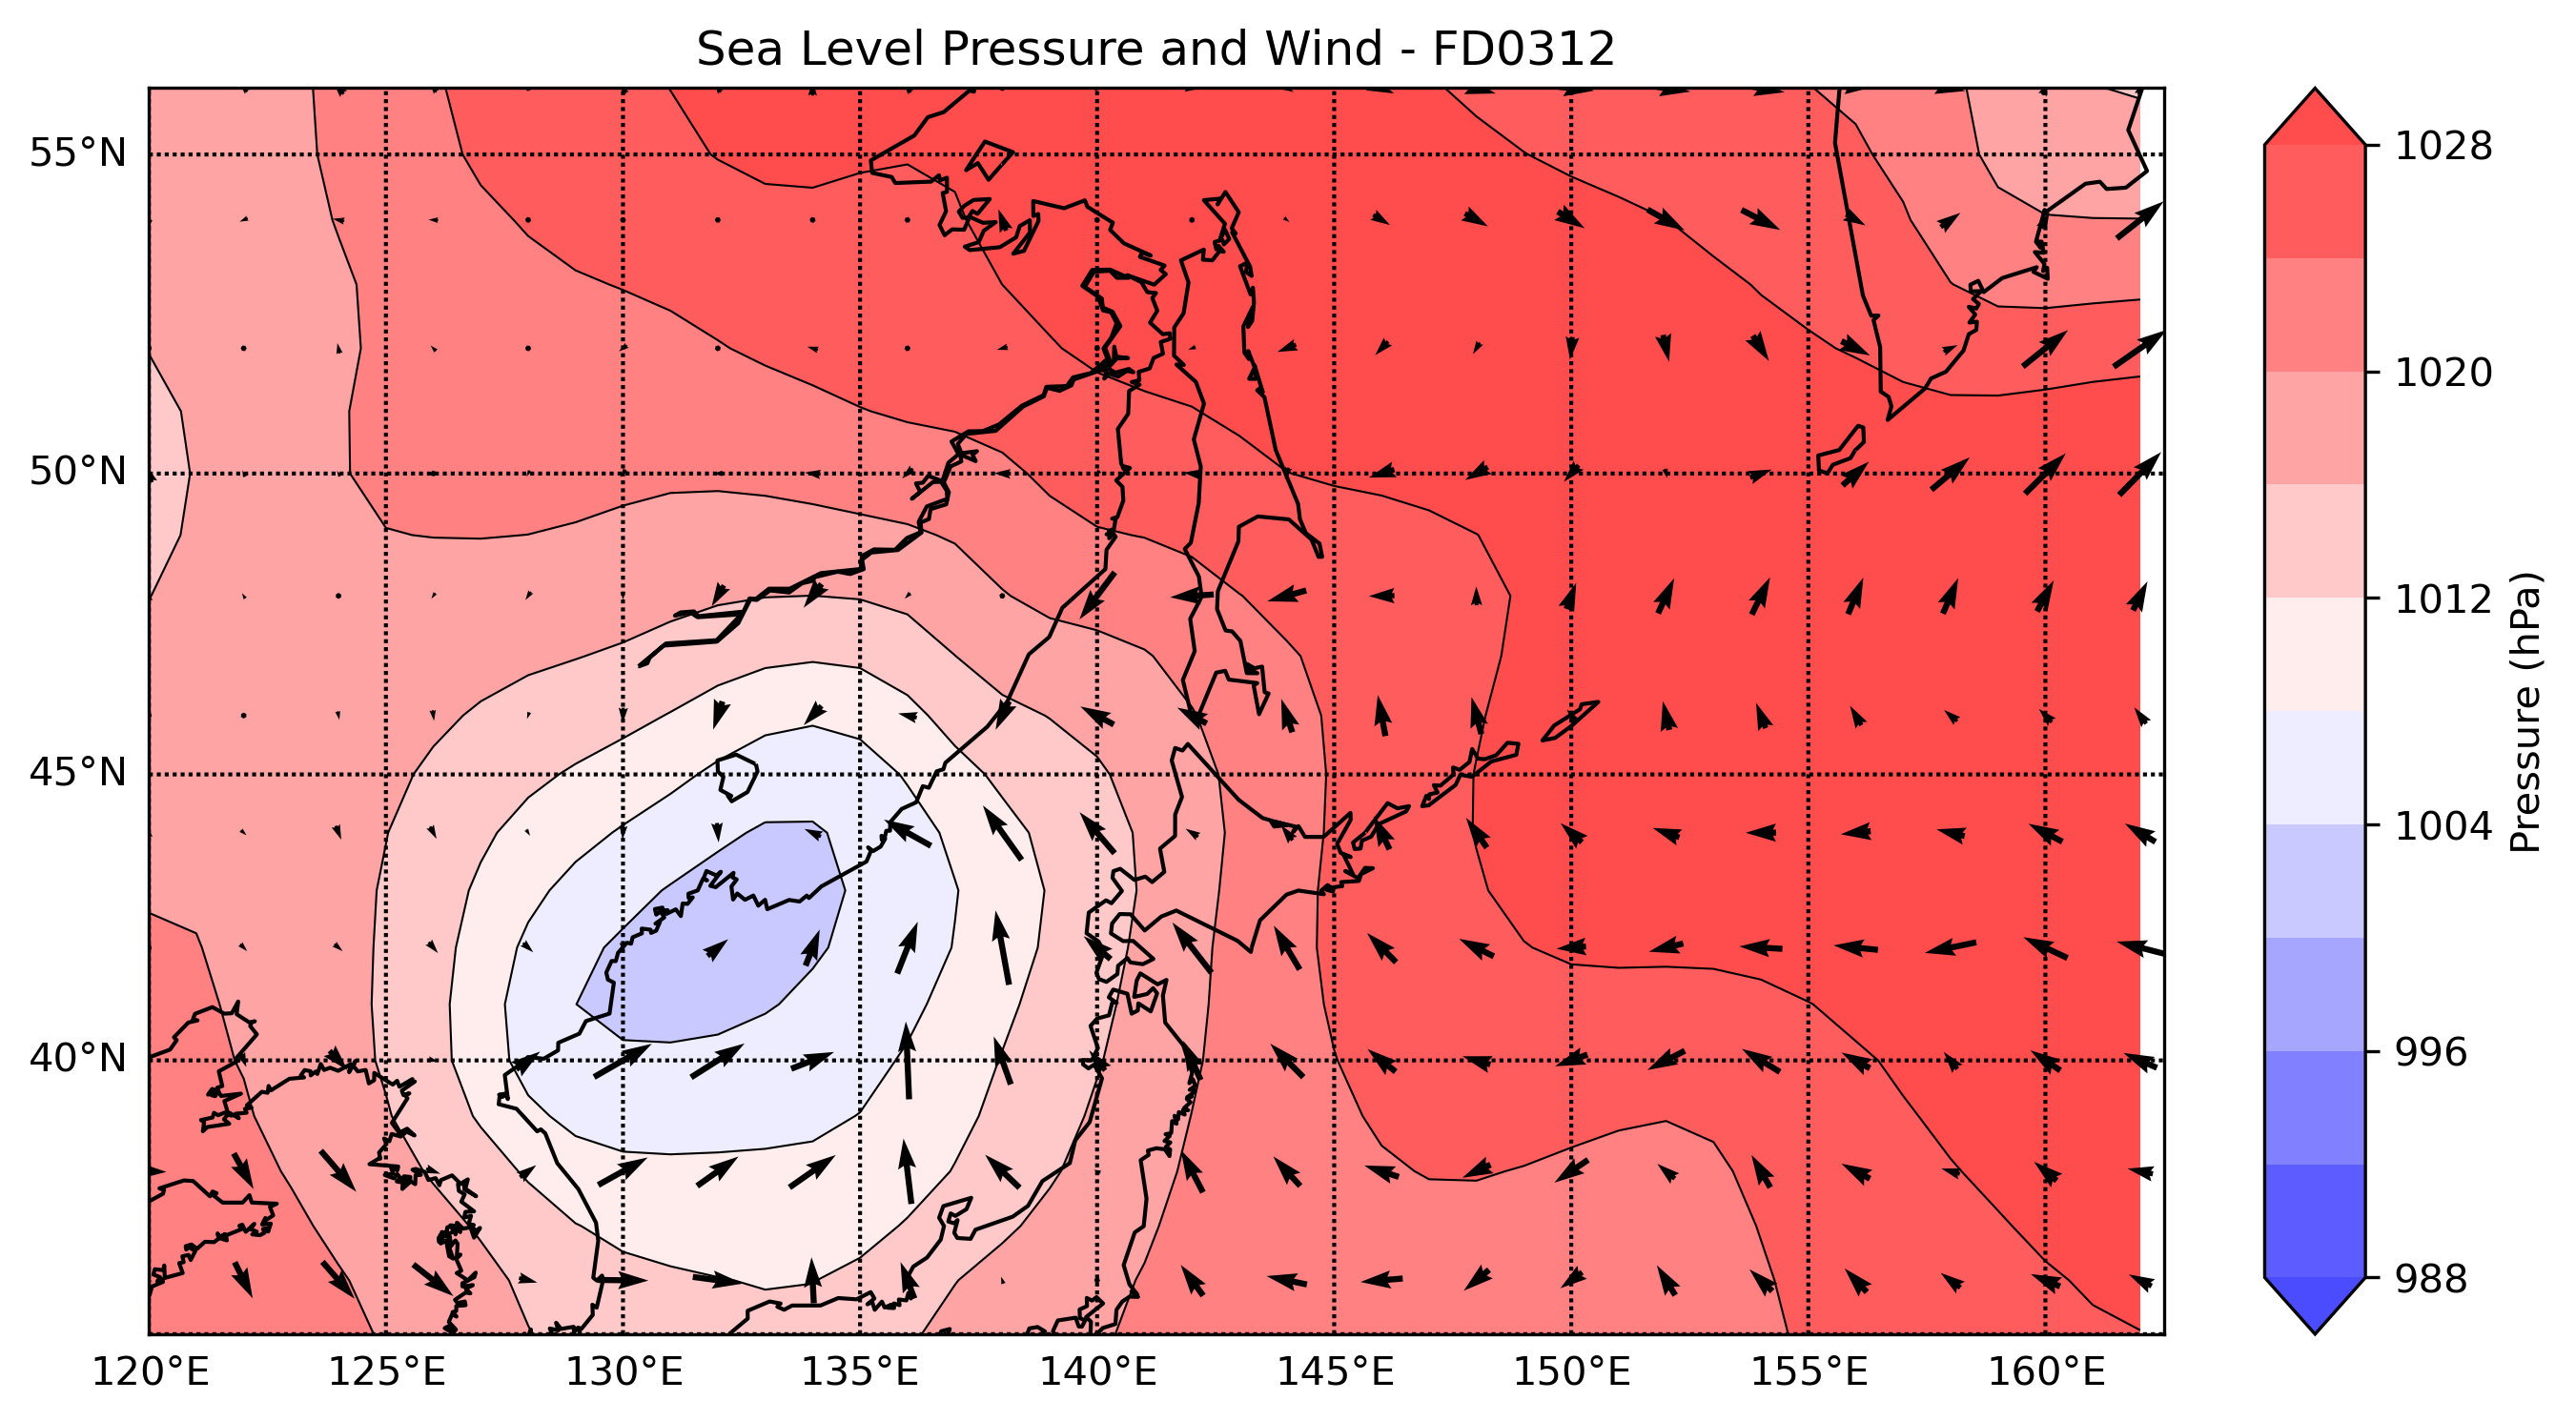 Sea Level Pressure and Wind - FD0312
55°N
50°N
45°N
40°N
120°E 125°E 130°E 135°E 140°E 145°E 150°E 155°E 160°E
1028
1020
1012
1004
996
988
Pressure (hPa)